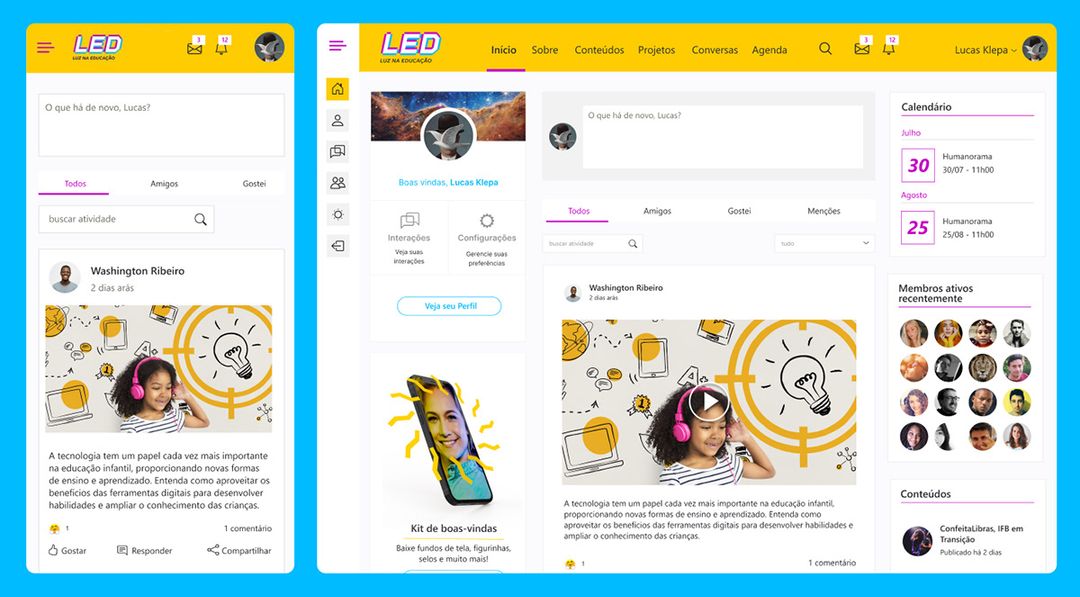 LED
LUZ NA EDUCAÇÃO
3
12
O que há de novo, Lucas?
Todos
Amigos
Gostei
buscar atividade
Washington Ribeiro
2 dias arás
A tecnologia tem um papel cada vez mais importante
na educação infantil, proporcionando novas formas
de ensino e aprendizado. Entenda como aproveitar os
benefícios das ferramentas digitais para desenvolver
habilidades e ampliar o conhecimento das crianças.
1
1 comentário
Gostar
Responder
Compartilhar
LED
LUZ NA EDUCAÇÃO
Início
Sobre
Conteúdos
Projetos
Conversas
Agenda
3
12
Lucas Klepa
Boas vindas, Lucas Klepa
Interações
Veja suas
interações
Configurações
Gerencie suas
preferências
Veja seu Perfil
Kit de boas-vindas
Baixe fundos de tela, figurinhas,
selos e muito mais!
O que há de novo, Lucas?
Todos
Amigos
Gostei
Menções
buscar atividade
tudo
Washington Ribeiro
2 dias arás
A tecnologia tem um papel cada vez mais importante na educação infantil,
proporcionando novas formas de ensino e aprendizado. Entenda como
aproveitar os benefícios das ferramentas digitais para desenvolver habilidades e
ampliar o conhecimento das crianças.
1
1 comentário
Calendário
Julho
30
Humanorama
30/07 - 11h00
Agosto
25
Humanorama
25/08 - 11h00
Membros ativos
recentemente
Conteúdos
ConfeitaLibras, IFB em
Transição
Publicado há 2 dias